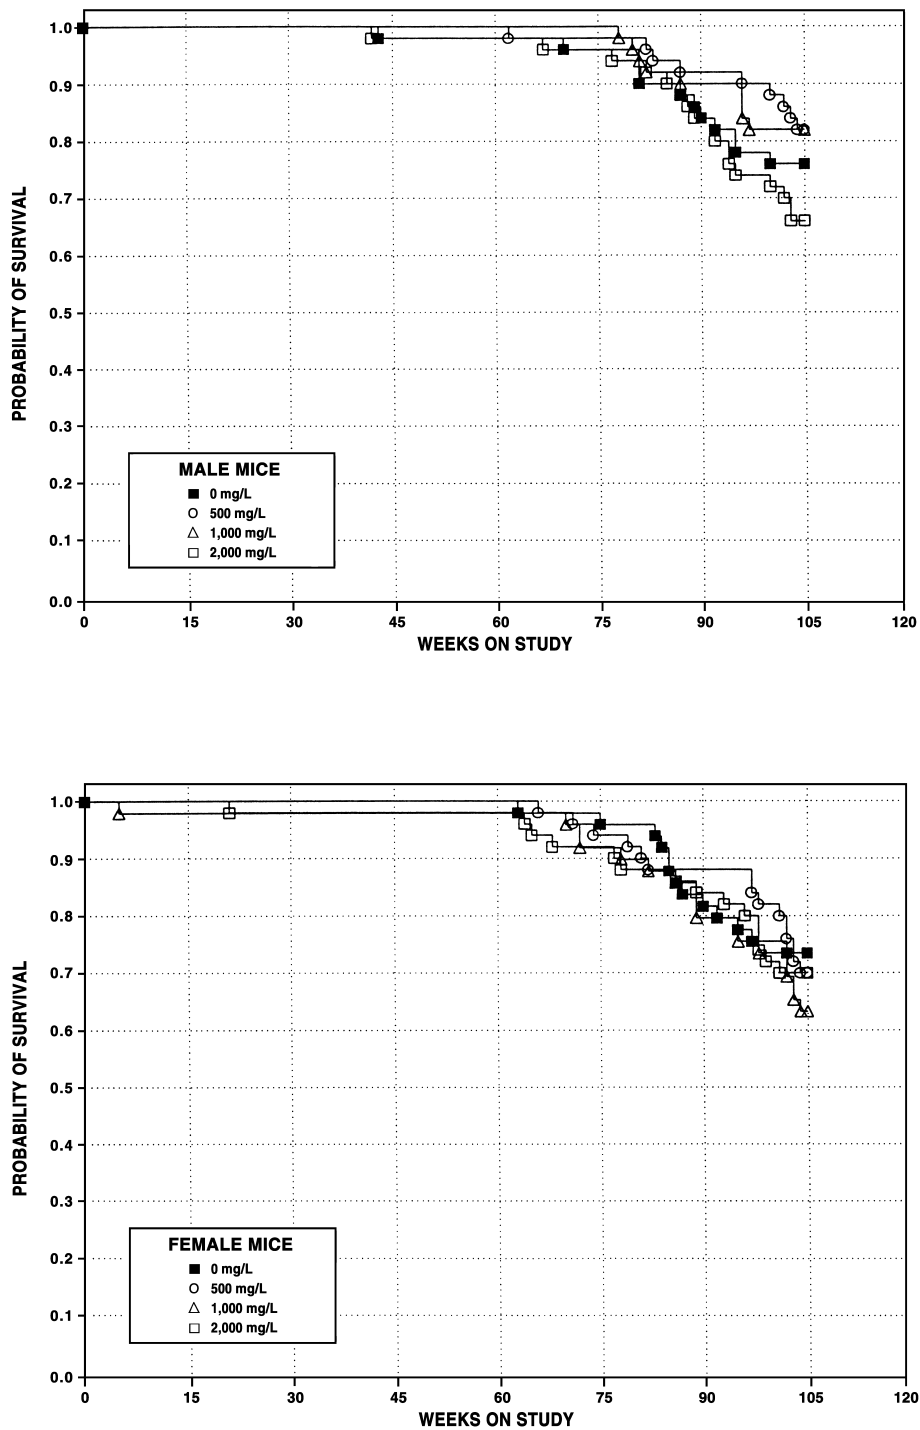 1.0
0.9
0.8
0.7
0.6
0.5
0.4
0.3
0.2
0.1
0.0
PROBABILITY OF SURVIVAL
MALE MICE
0 mg/L
500 mg/L
1,000 mg/L
2,000 mg/L
0 15 30 45 60 75 90 105 120
WEEKS ON STUDY
1.0
0.9
0.8
0.7
0.6
0.5
0.4
0.3
0.2
0.1
0.0
PROBABILITY OF SURVIVAL
FEMALE MICE
0 mg/L
500 mg/L
1,000 mg/L
2,000 mg/L
0 15 30 45 60 75 90 105 120
WEEKS ON STUDY